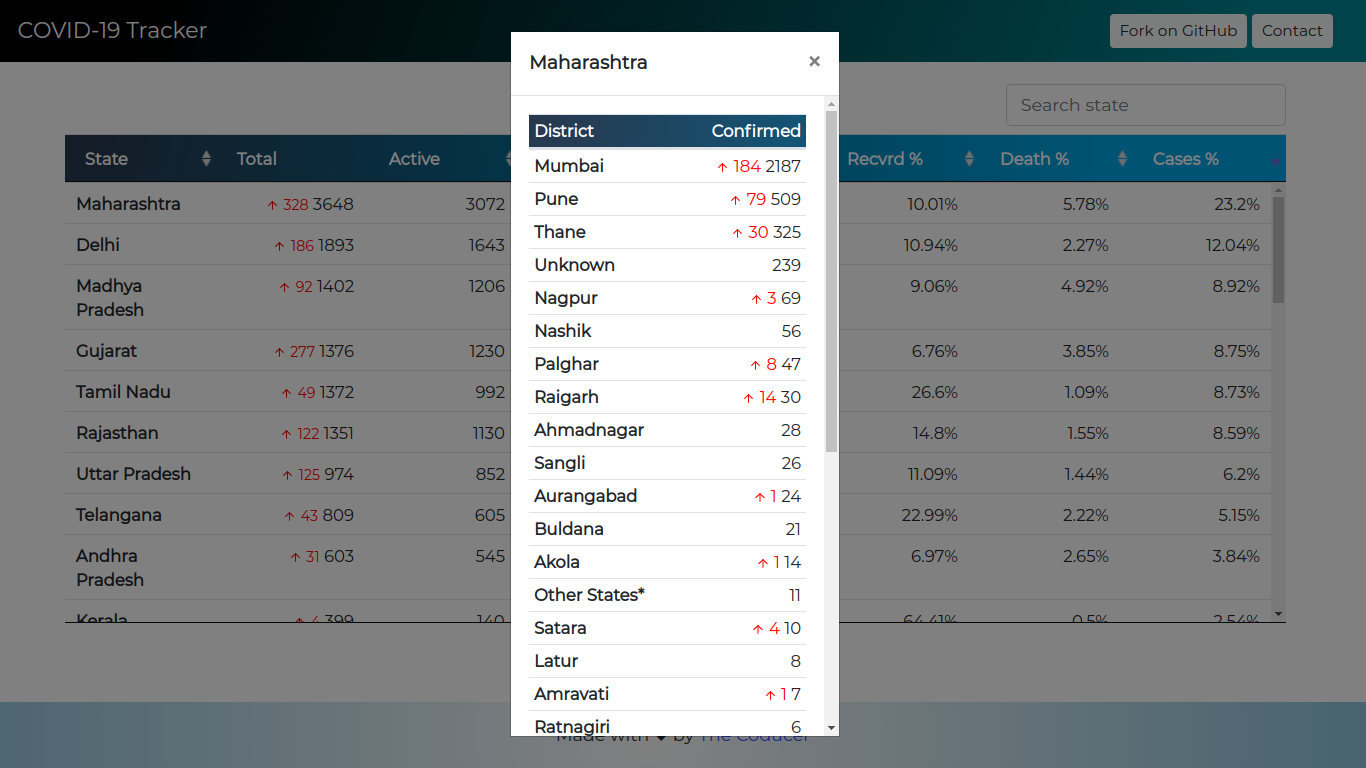 COVID-19 Tracker
Fork on GitHub Contact
Maharashtra ×
Search state
State Total Active Recvrd % Death % Cases %
Maharashtra ↑ 328 3648 3072 10.01% 5.78% 23.2%
Delhi ↑ 186 1893 1643 10.94% 2.27% 12.04%
Madhya
Pradesh ↑ 92 1402 1206 9.06% 4.92% 8.92%
Gujarat ↑ 277 1376 1230 6.76% 3.85% 8.75%
Tamil Nadu ↑ 49 1372 992 26.6% 1.09% 8.73%
Rajasthan ↑ 122 1351 1130 14.8% 1.55% 8.59%
Uttar Pradesh ↑ 125 974 852 11.09% 1.44% 6.2%
Telangana ↑ 43 809 605 22.99% 2.22% 5.15%
Andhra
Pradesh ↑ 31 603 545 6.97% 2.65% 3.84%
Kerala ↑ 4 399 140 64.41% 0.5% 2.54%
District Confirmed
Mumbai ↑ 184 2187
Pune ↑ 79 509
Thane ↑ 30 325
Unknown 239
Nagpur ↑ 3 69
Nashik 56
Palghar ↑ 8 47
Raigarh ↑ 14 30
Ahmadnagar 28
Sangli 26
Aurangabad ↑ 1 24
Buldana 21
Akola ↑ 1 14
Other States* 11
Satara ↑ 4 10
Latur 8
Amravati ↑ 1 7
Ratnagiri 6
Made with ❤ by The Coducer